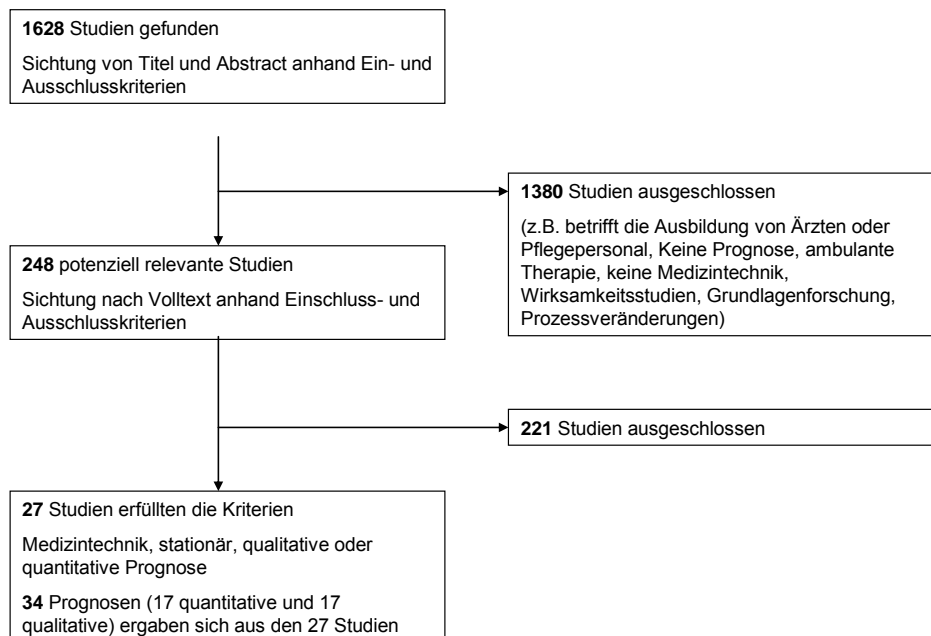 1628 Studien gefunden
Sichtung von Titel und Abstract anhand Ein- und
Ausschlusskriterien
1380 Studien ausgeschlossen
(z.B. betrifft die Ausbildung von Ärzten oder
Pflegepersonal, Keine Prognose, ambulante
Therapie, keine Medizintechnik,
Wirksamkeitsstudien, Grundlagenforschung,
Prozessveränderungen)
248 potenziell relevante Studien
Sichtung nach Volltext anhand Einschluss- und
Ausschlusskriterien
221 Studien ausgeschlossen
27 Studien erfüllten die Kriterien
Medizintechnik, stationär, qualitative oder
quantitative Prognose
34 Prognosen (17 quantitative und 17
qualitative) ergaben sich aus den 27 Studien